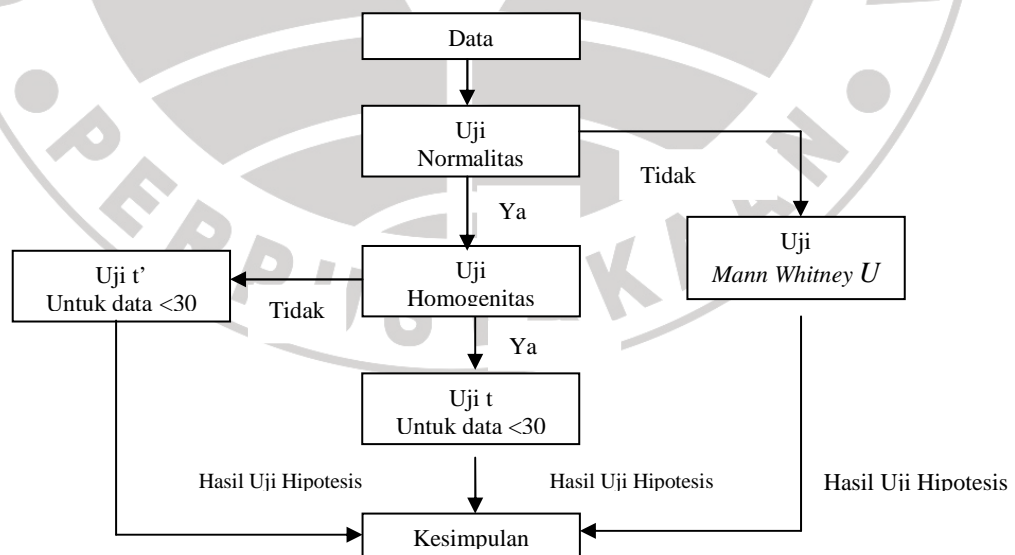 Data
Uji
Normalitas
Tidak
Ya
Uji
Mann Whitney U
Uji t’
Untuk data <30
Tidak
Uji
Homogenitas
Ya
Uji t
Untuk data <30
Hasil Uji Hipotesis
Hasil Uji Hipotesis
Hasil Uji Hipotesis
Kesimpulan